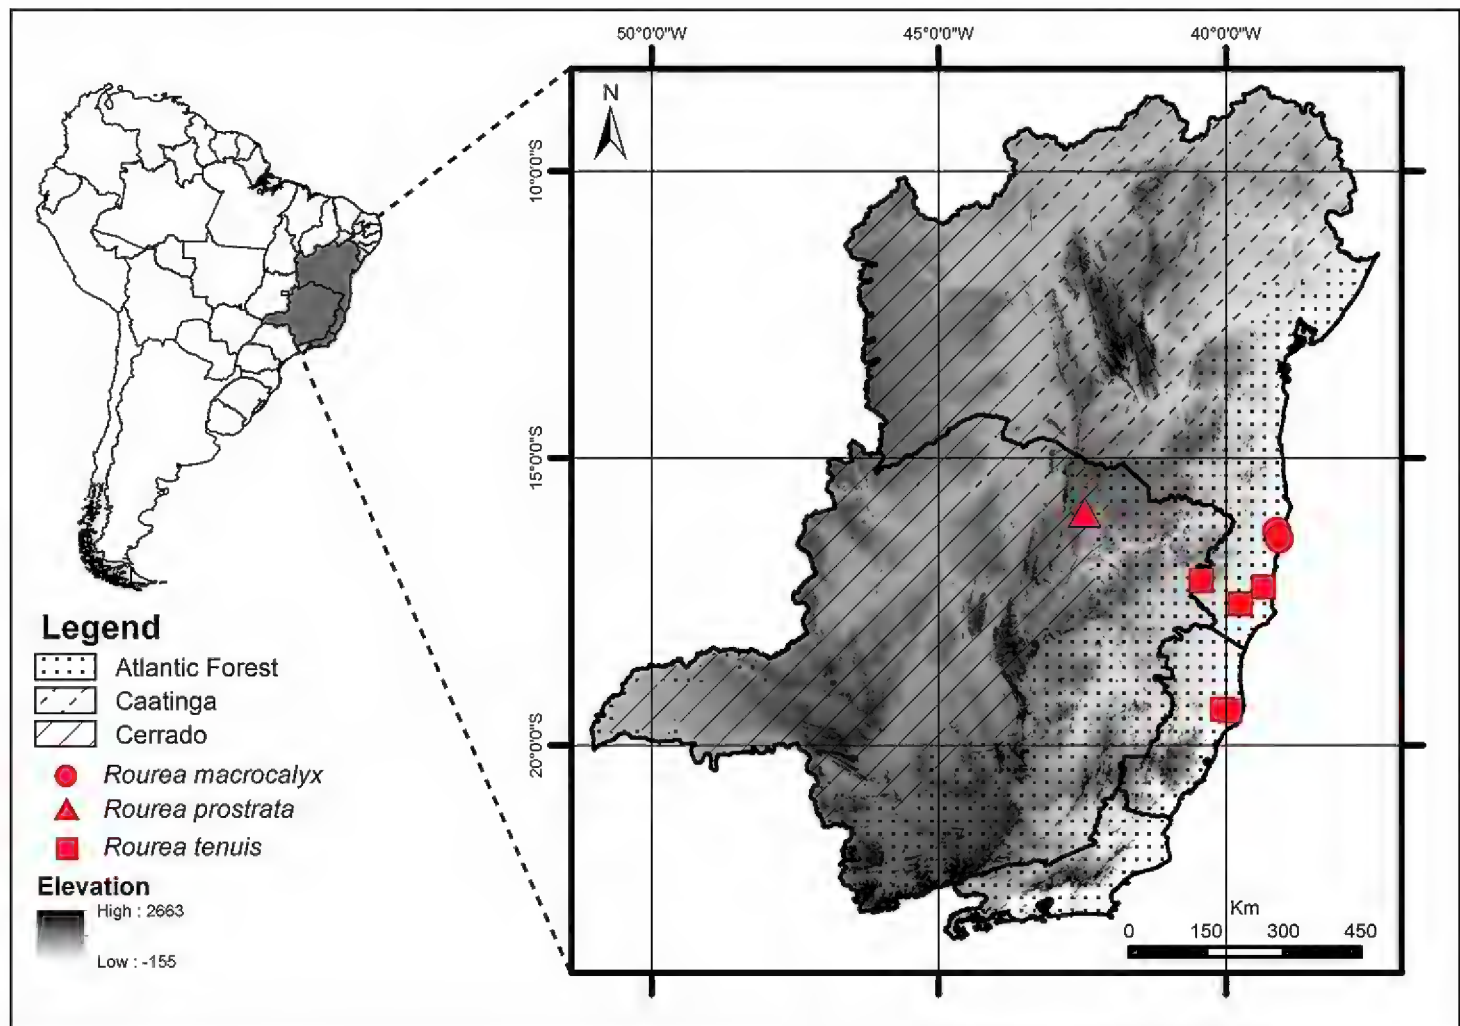 50°0'0"W 45°0'0"W 40°0'0"W
N
10°0'0"S
15°0'0"S
20°0'0"S
Legend
Atlantic Forest
Caatinga
Cerrado
Rourea macrocalyx
Rourea prostrata
Rourea tenuis
Elevation
High : 2663
Low : -155
Km
0 150 300 450